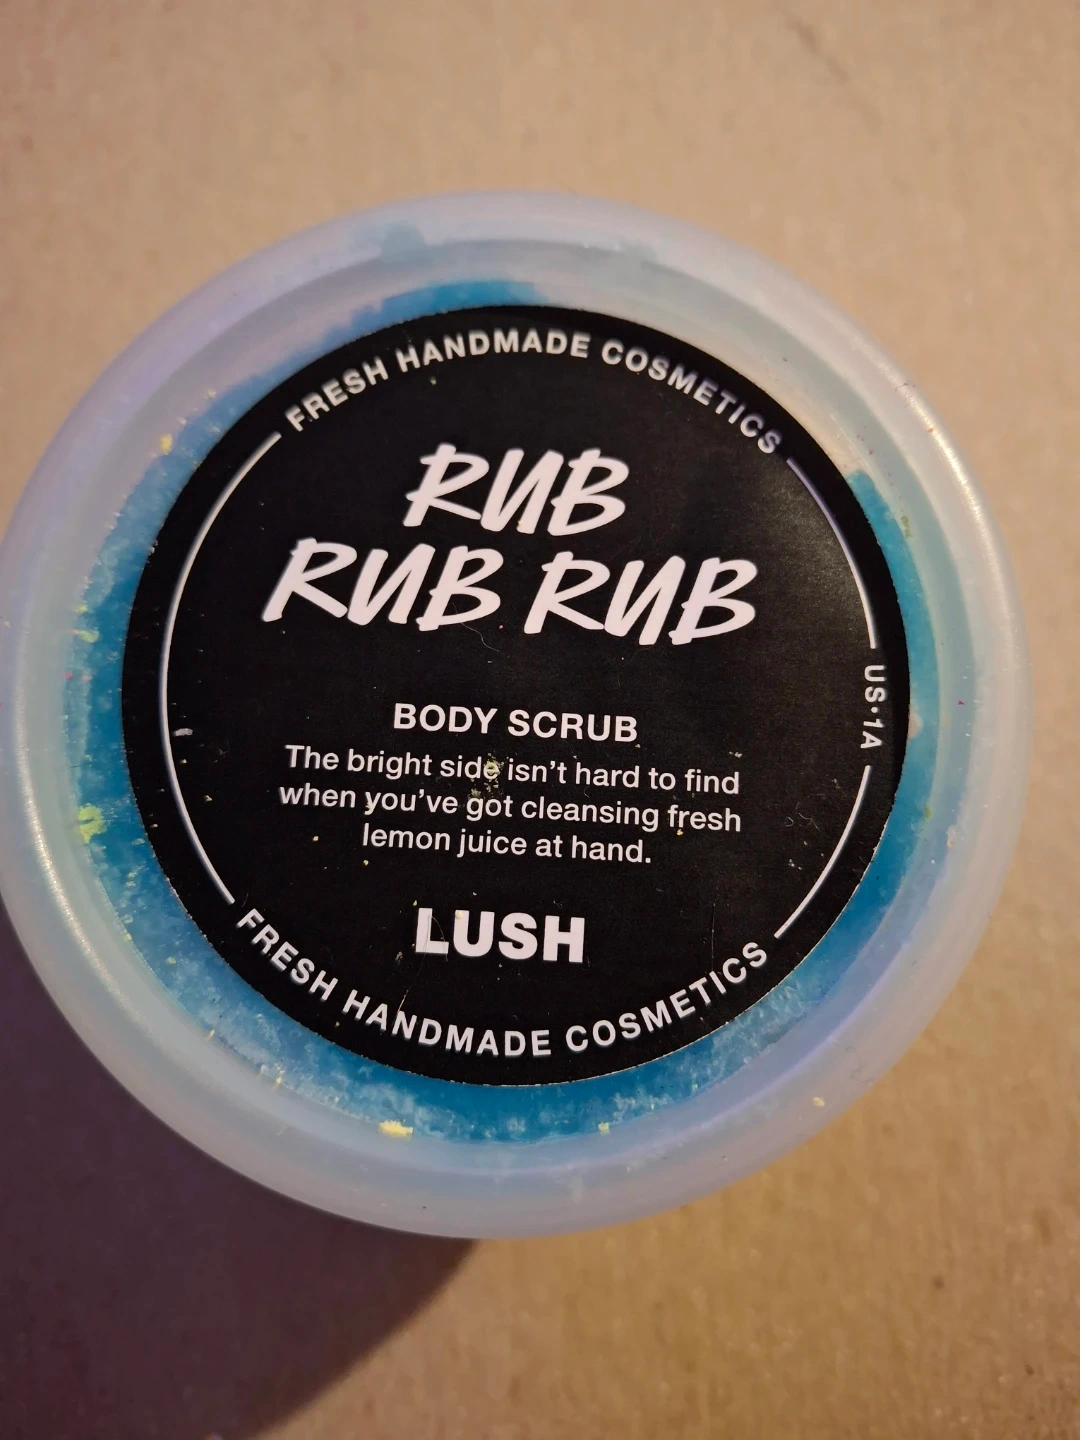 FRESH HANDMADE COSMETICS
RUB
RUB RUB
US·1A
BODY SCRUB
The bright side isn't hard to find
when you've got cleansing fresh
lemon juice at hand.
LUSH
FRESH HANDMADE COSMETICS